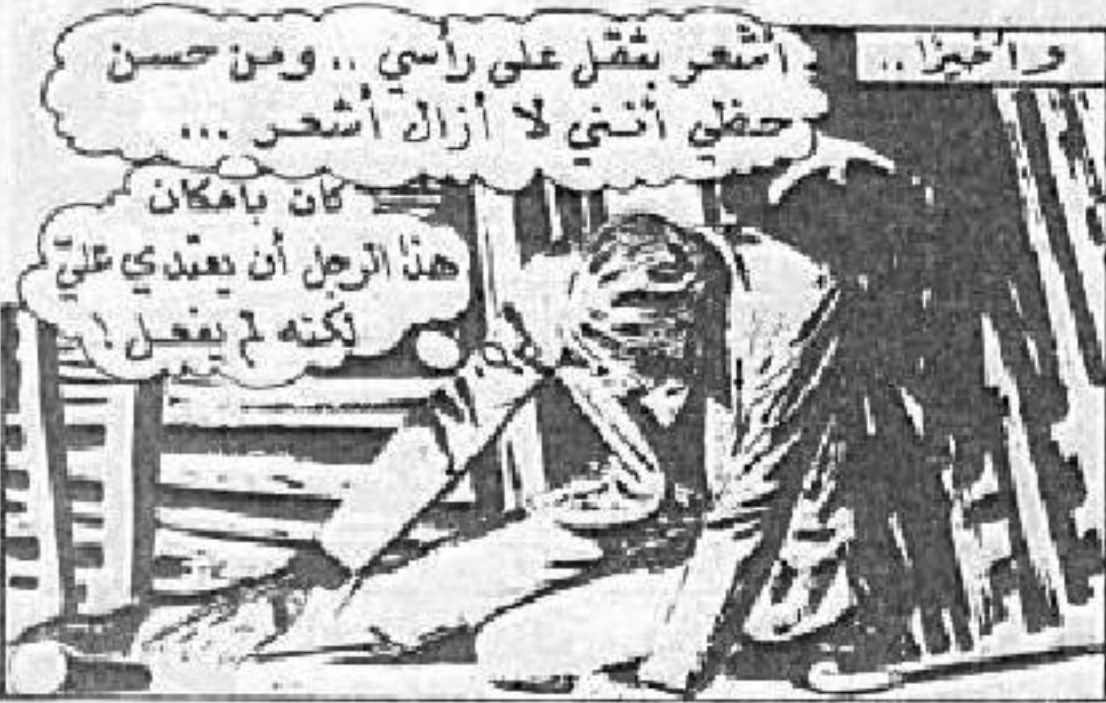 وأخيرًا ..
أشعر بثقل على رأسي .. ومن حسن
حظي أنني لا أزال أشعر ...
كان بامكان
هذا الرجل أن يعتدي عليّ
لكنه لم يفعل !